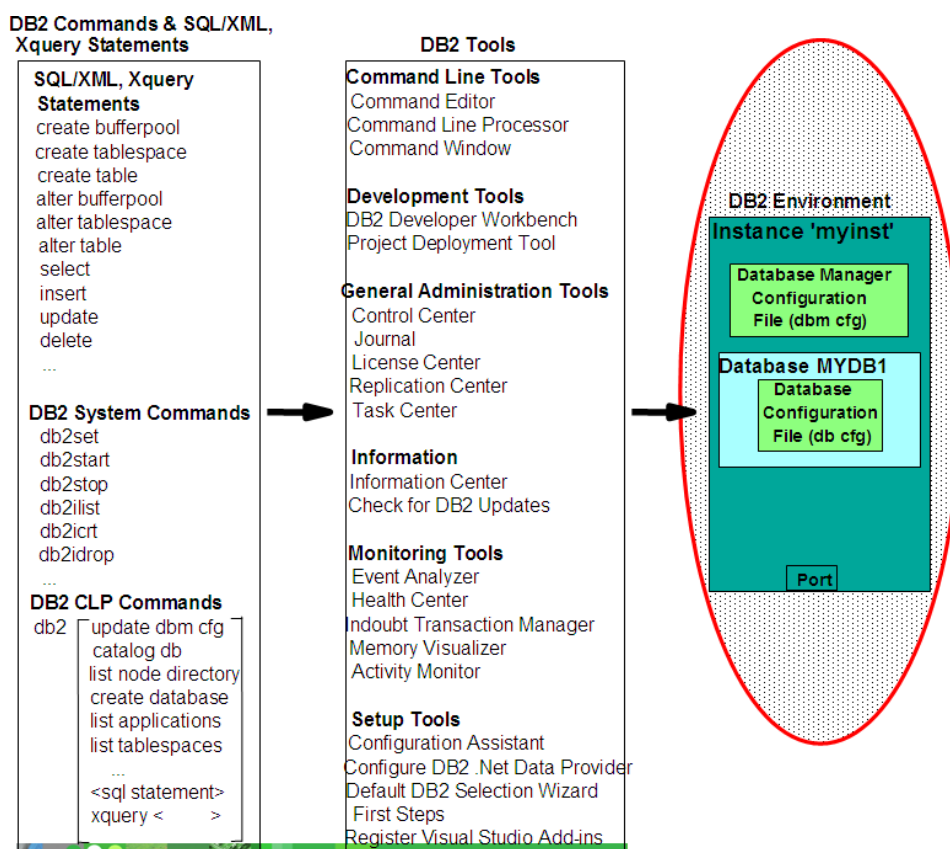 DB2 Commands & SQL/XML,
Xquery Statements
SQL/XML, Xquery
Statements
create bufferpool
create tablespace
create table
alter bufferpool
alter tablespace
alter table
select
insert
update
delete
...
DB2 System Commands
db2set
db2start
db2stop
db2ilist
db2icrt
db2idrop
...
DB2 CLP Commands
db2
update dbm cfg
catalog db
list node directory
create database
list applications
list tablespaces
...
<sql statement>
xquery < >
DB2 Tools
Command Line Tools
Command Editor
Command Line Processor
Command Window
Development Tools
DB2 Developer Workbench
Project Deployment Tool
General Administration Tools
Control Center
Journal
License Center
Replication Center
Task Center
Information
Information Center
Check for DB2 Updates
Monitoring Tools
Event Analyzer
Health Center
Indoubt Transaction Manager
Memory Visualizer
Activity Monitor
Setup Tools
Configuration Assistant
Configure DB2 .Net Data Provider
Default DB2 Selection Wizard
First Steps
Register Visual Studio Add-ins
DB2 Environment
Instance 'myinst'
Database Manager
Configuration
File (dbm cfg)
Database MYDB1
Database
Configuration
File (db cfg)
Port